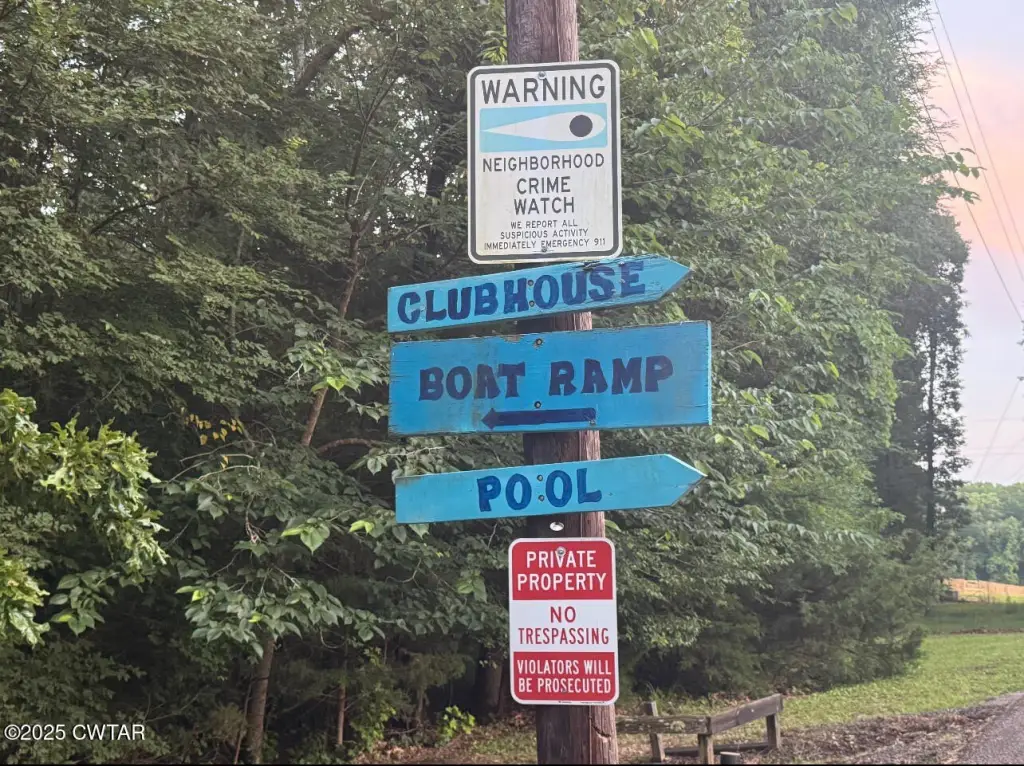 WARNING
NEIGHBORHOOD
CRIME
WATCH
WE REPORT ALL
SUSPICIOUS ACTIVITY
IMMEDIATELY EMERGENCY 911
CLUBHOUSE
BOAT RAMP
POOL
PRIVATE
PROPERTY
NO
TRESPASSING
VIOLATORS WILL
BE PROSECUTED
©2025 CWTAR